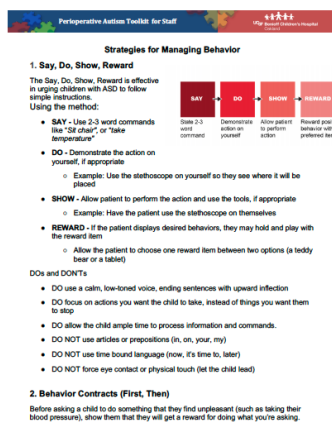 Perioperative Autism Toolkit for Staff
UCSF Benioff Children's Hospital
Oakland
Strategies for Managing Behavior
1. Say, Do, Show, Reward
The Say, Do, Show, Reward is effective
in urging children with ASD to follow
simple instructions.
Using the method:
SAY
DO
SHOW
REWARD
State 2-3
word
command
Demonstrate
action on
yourself
Allow patient
to perform
action
Reward posi
behavior with
preferred ite
• SAY - Use 2-3 word commands
like "Sit chair", or "take
temperature"
• DO - Demonstrate the action on
yourself, if appropriate
o Example: Use the stethoscope on yourself so they see where it will be
placed
• SHOW - Allow patient to perform the action and use the tools, if appropriate
o Example: Have the patient use the stethoscope on themselves
• REWARD - If the patient displays desired behaviors, they may hold and play with
the reward item
o Allow the patient to choose one reward item between two options (a teddy
bear or a tablet)
DOs and DON'Ts
• DO use a calm, low-toned voice, ending sentences with upward inflection
• DO focus on actions you want the child to take, instead of things you want them
to stop
• DO allow the child ample time to process information and commands.
• DO NOT use articles or prepositions (in, on, your, my)
• DO NOT use time bound language (now, it's time to, later)
• DO NOT force eye contact or physical touch (let the child lead)
2. Behavior Contracts (First, Then)
Before asking a child to do something that they find unpleasant (such as taking their
blood pressure), show them that they will get a reward for doing what you're asking.